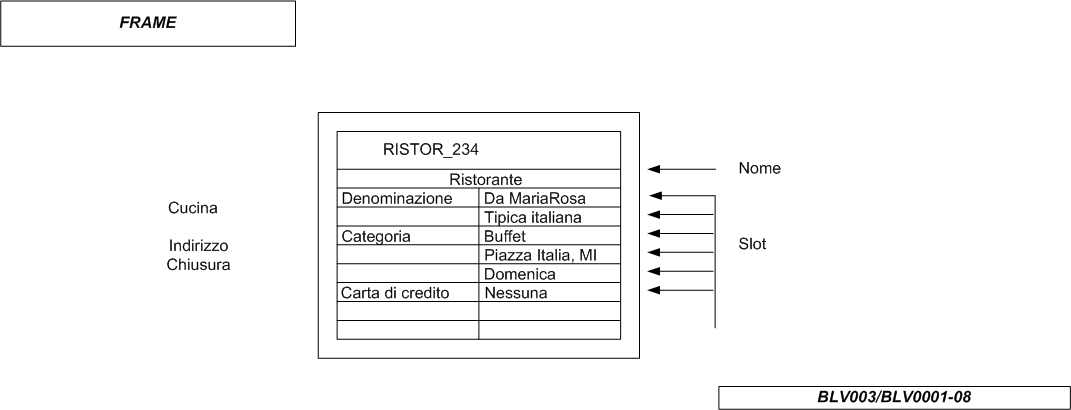 FRAME
RISTOR_234
Nome
Ristorante
Denominazione Da MariaRosa
Cucina Tipica italiana
Categoria Buffet
Slot
Indirizzo Piazza Italia, MI
Chiusura Domenica
Carta di credito Nessuna
BLV003/BLV0001-08